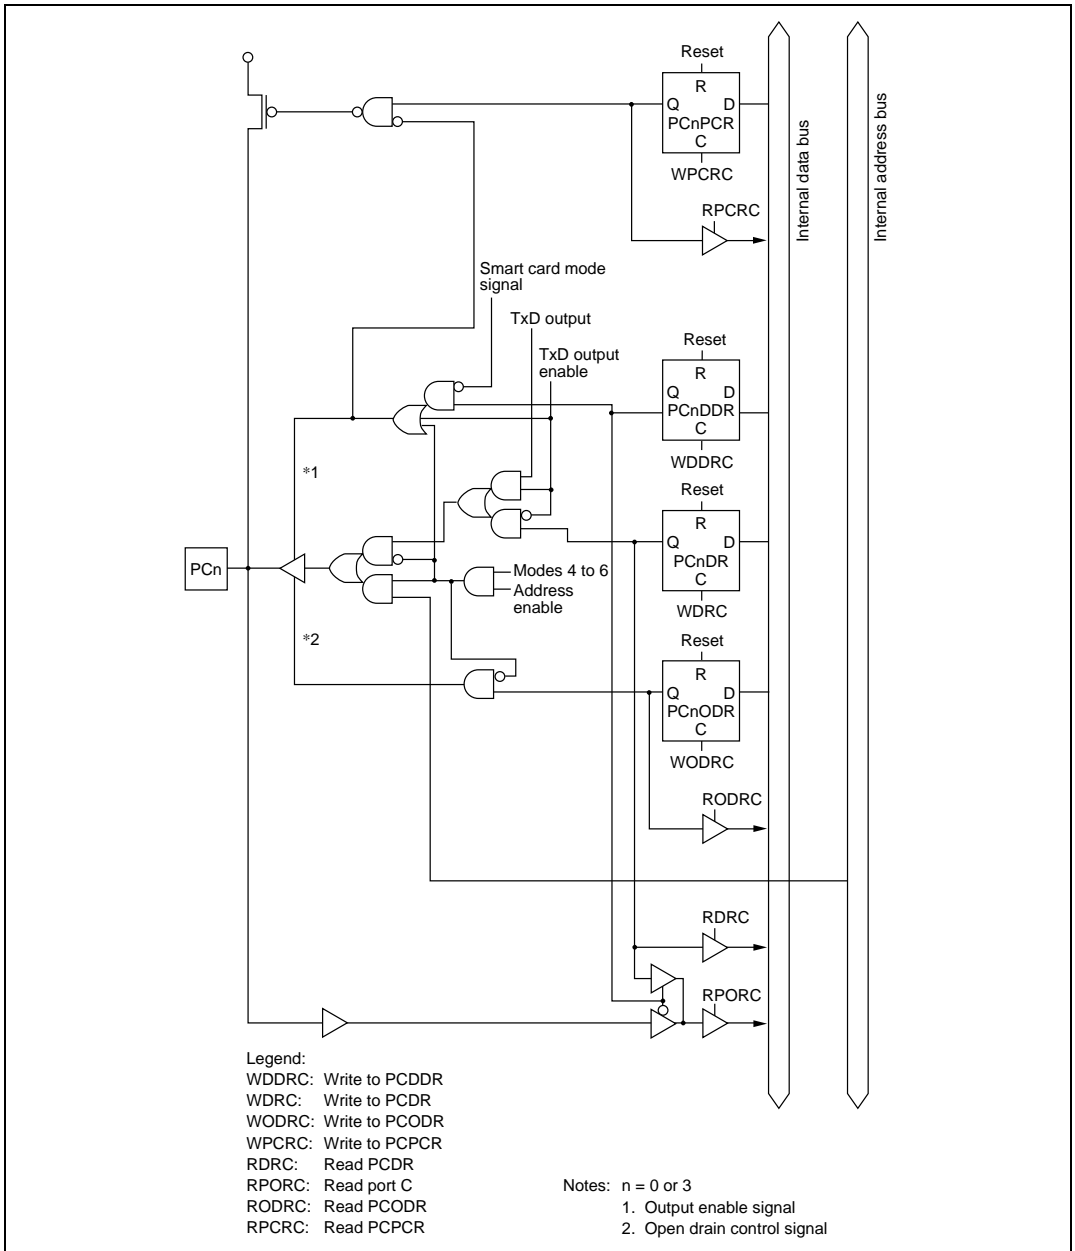 Reset
R
Q D
PCnPCR
C
WPCRC
RPCRC
Internal data bus
Internal address bus
Smart card mode
signal
TxD output
TxD output
enable
Reset
R
Q D
PCnDDR
C
WDDRC
*1
Reset
R
Q D
PCnDR
C
WDRC
PCn
Modes 4 to 6
Address
enable
*2
Reset
R
Q D
PCnODR
C
WODRC
RODRC
RDRC
RPORC
Legend:
WDDRC: Write to PCDDR
WDRC: Write to PCDR
WODRC: Write to PCODR
WPCRC: Write to PCPCR
RDRC: Read PCDR
RPORC: Read port C
RODRC: Read PCODR
RPCRC: Read PCPCR
Notes: n = 0 or 3
1. Output enable signal
2. Open drain control signal